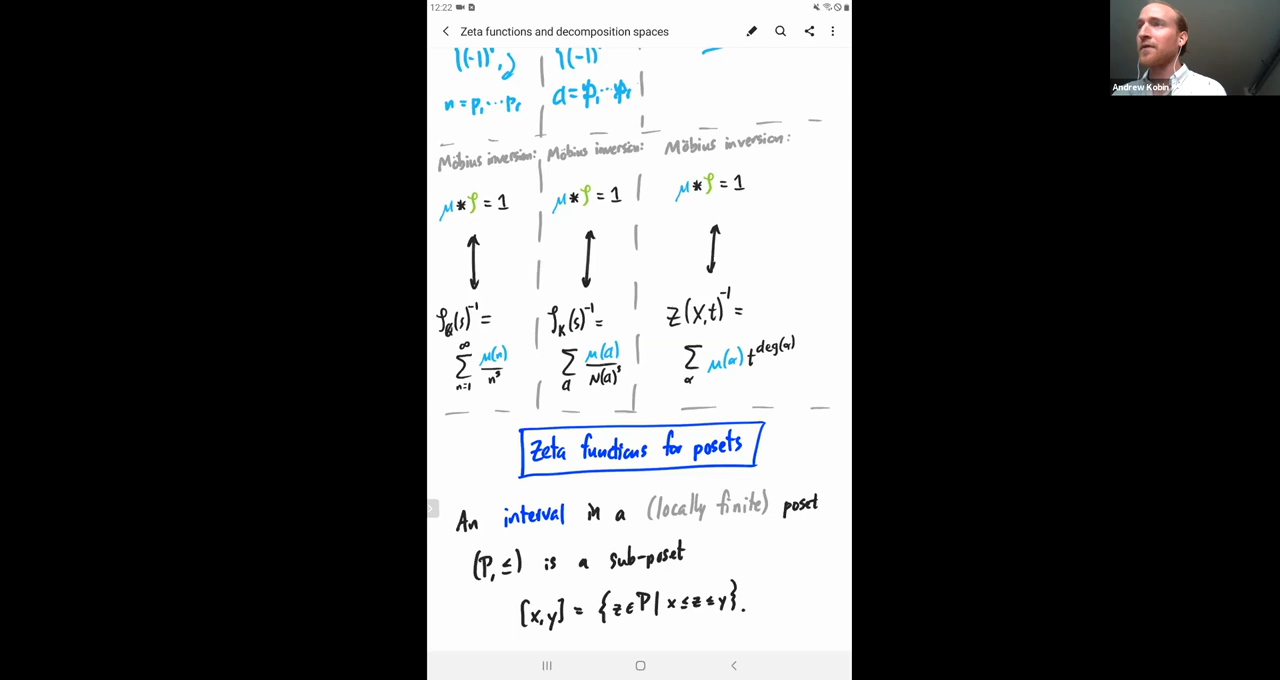 12:22
Zeta functions and decomposition spaces
Andrew Kobin
{(-1)^r, {(-1)^r
n = p₁⋯pᵣ a = p₁⋯pᵣ
Möbius inversion: Möbius inversion: Möbius inversion:
μ*ζ = 1 μ*ζ = 1 μ*ζ = 1
ζ_Q(s)⁻¹ = ζ_K(s)⁻¹ = Z(X,t)⁻¹ =
∑_{n=1}^∞ μ(n)/n^s ∑_a μ(a)/N(a)^s ∑_α μ(α) t^deg(α)
Zeta functions for posets
An interval in a (locally finite) poset
(P, ≤) is a sub-poset
[x,y] = {z∈P | x≤z≤y}.